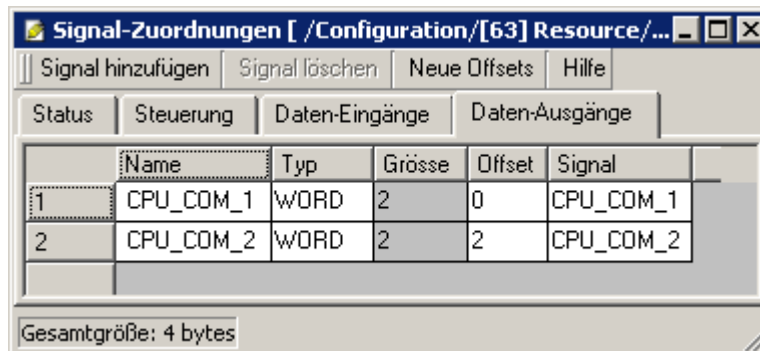 Signal-Zuordnungen [ /Configuration/[63] Resource/...
Signal hinzufügen Signal löschen Neue Offsets Hilfe
Status Steuerung Daten-Eingänge Daten-Ausgänge
Name Typ Grösse Offset Signal
1 CPU_COM_1 WORD 2 0 CPU_COM_1
2 CPU_COM_2 WORD 2 2 CPU_COM_2
Gesamtgröße: 4 bytes